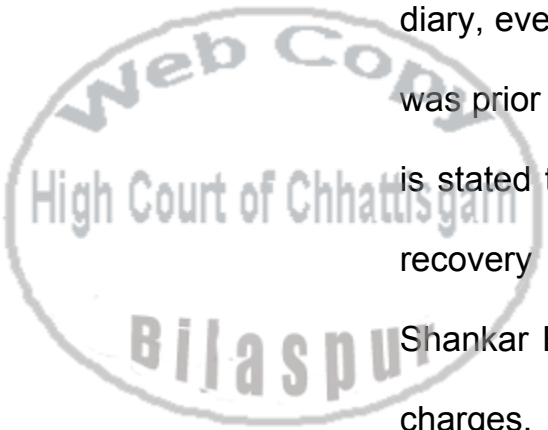 diary, eve
was prior
is stated
recovery
Shankar
charges.
Web Copy
High Court of Chhattisgarh
Bilaspur